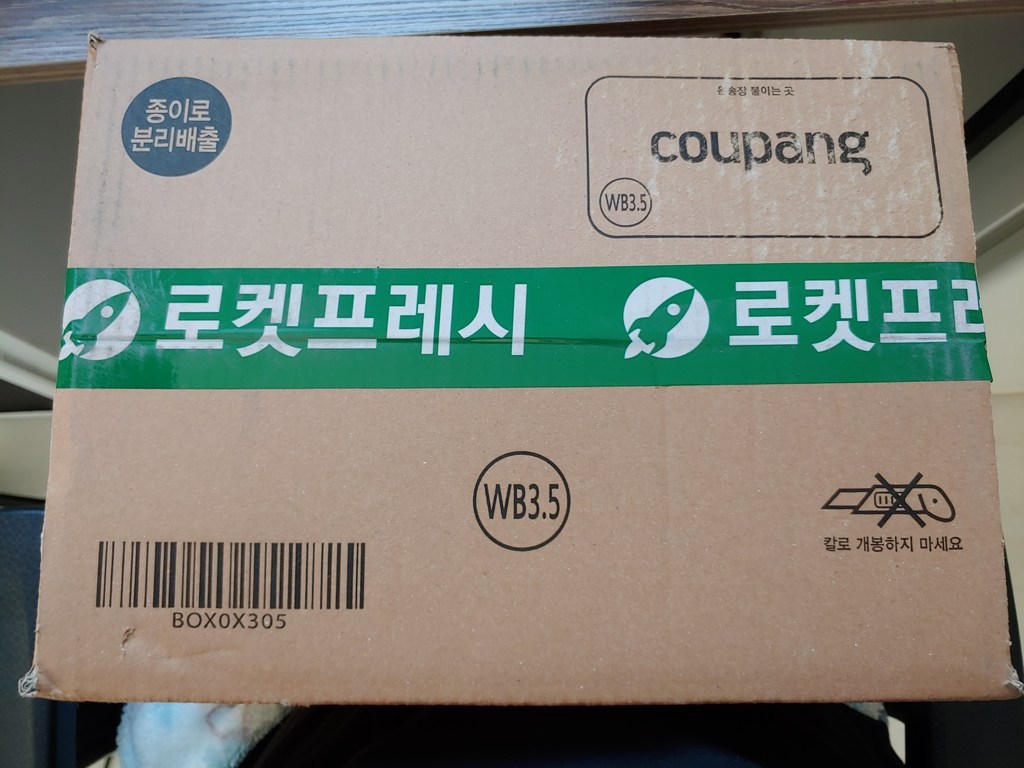 종이로
분리배출
운송장 붙이는 곳
coupang
WB3.5
로켓프레시
로켓프레
WB3.5
칼로 개봉하지 마세요
BOX0X305